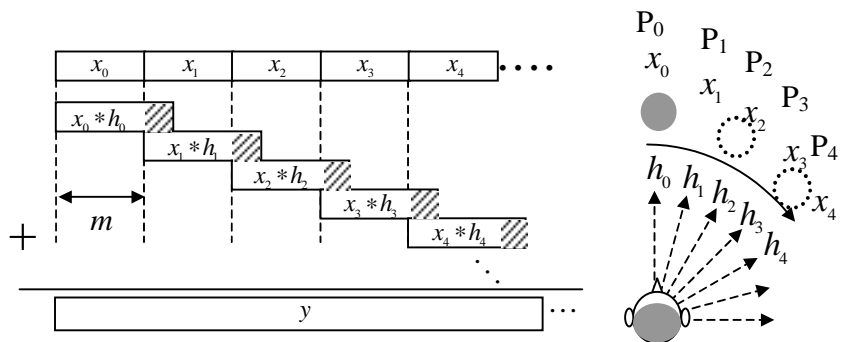 x₀ x₁ x₂ x₃ x₄ ....
x₀ * h₀
x₁ * h₁
x₂ * h₂
x₃ * h₃
x₄ * h₄
m
+
y ...
P₀
x₀
P₁
x₁
P₂
x₂
P₃
x₃
P₄
x₄
h₀
h₁
h₂
h₃
h₄